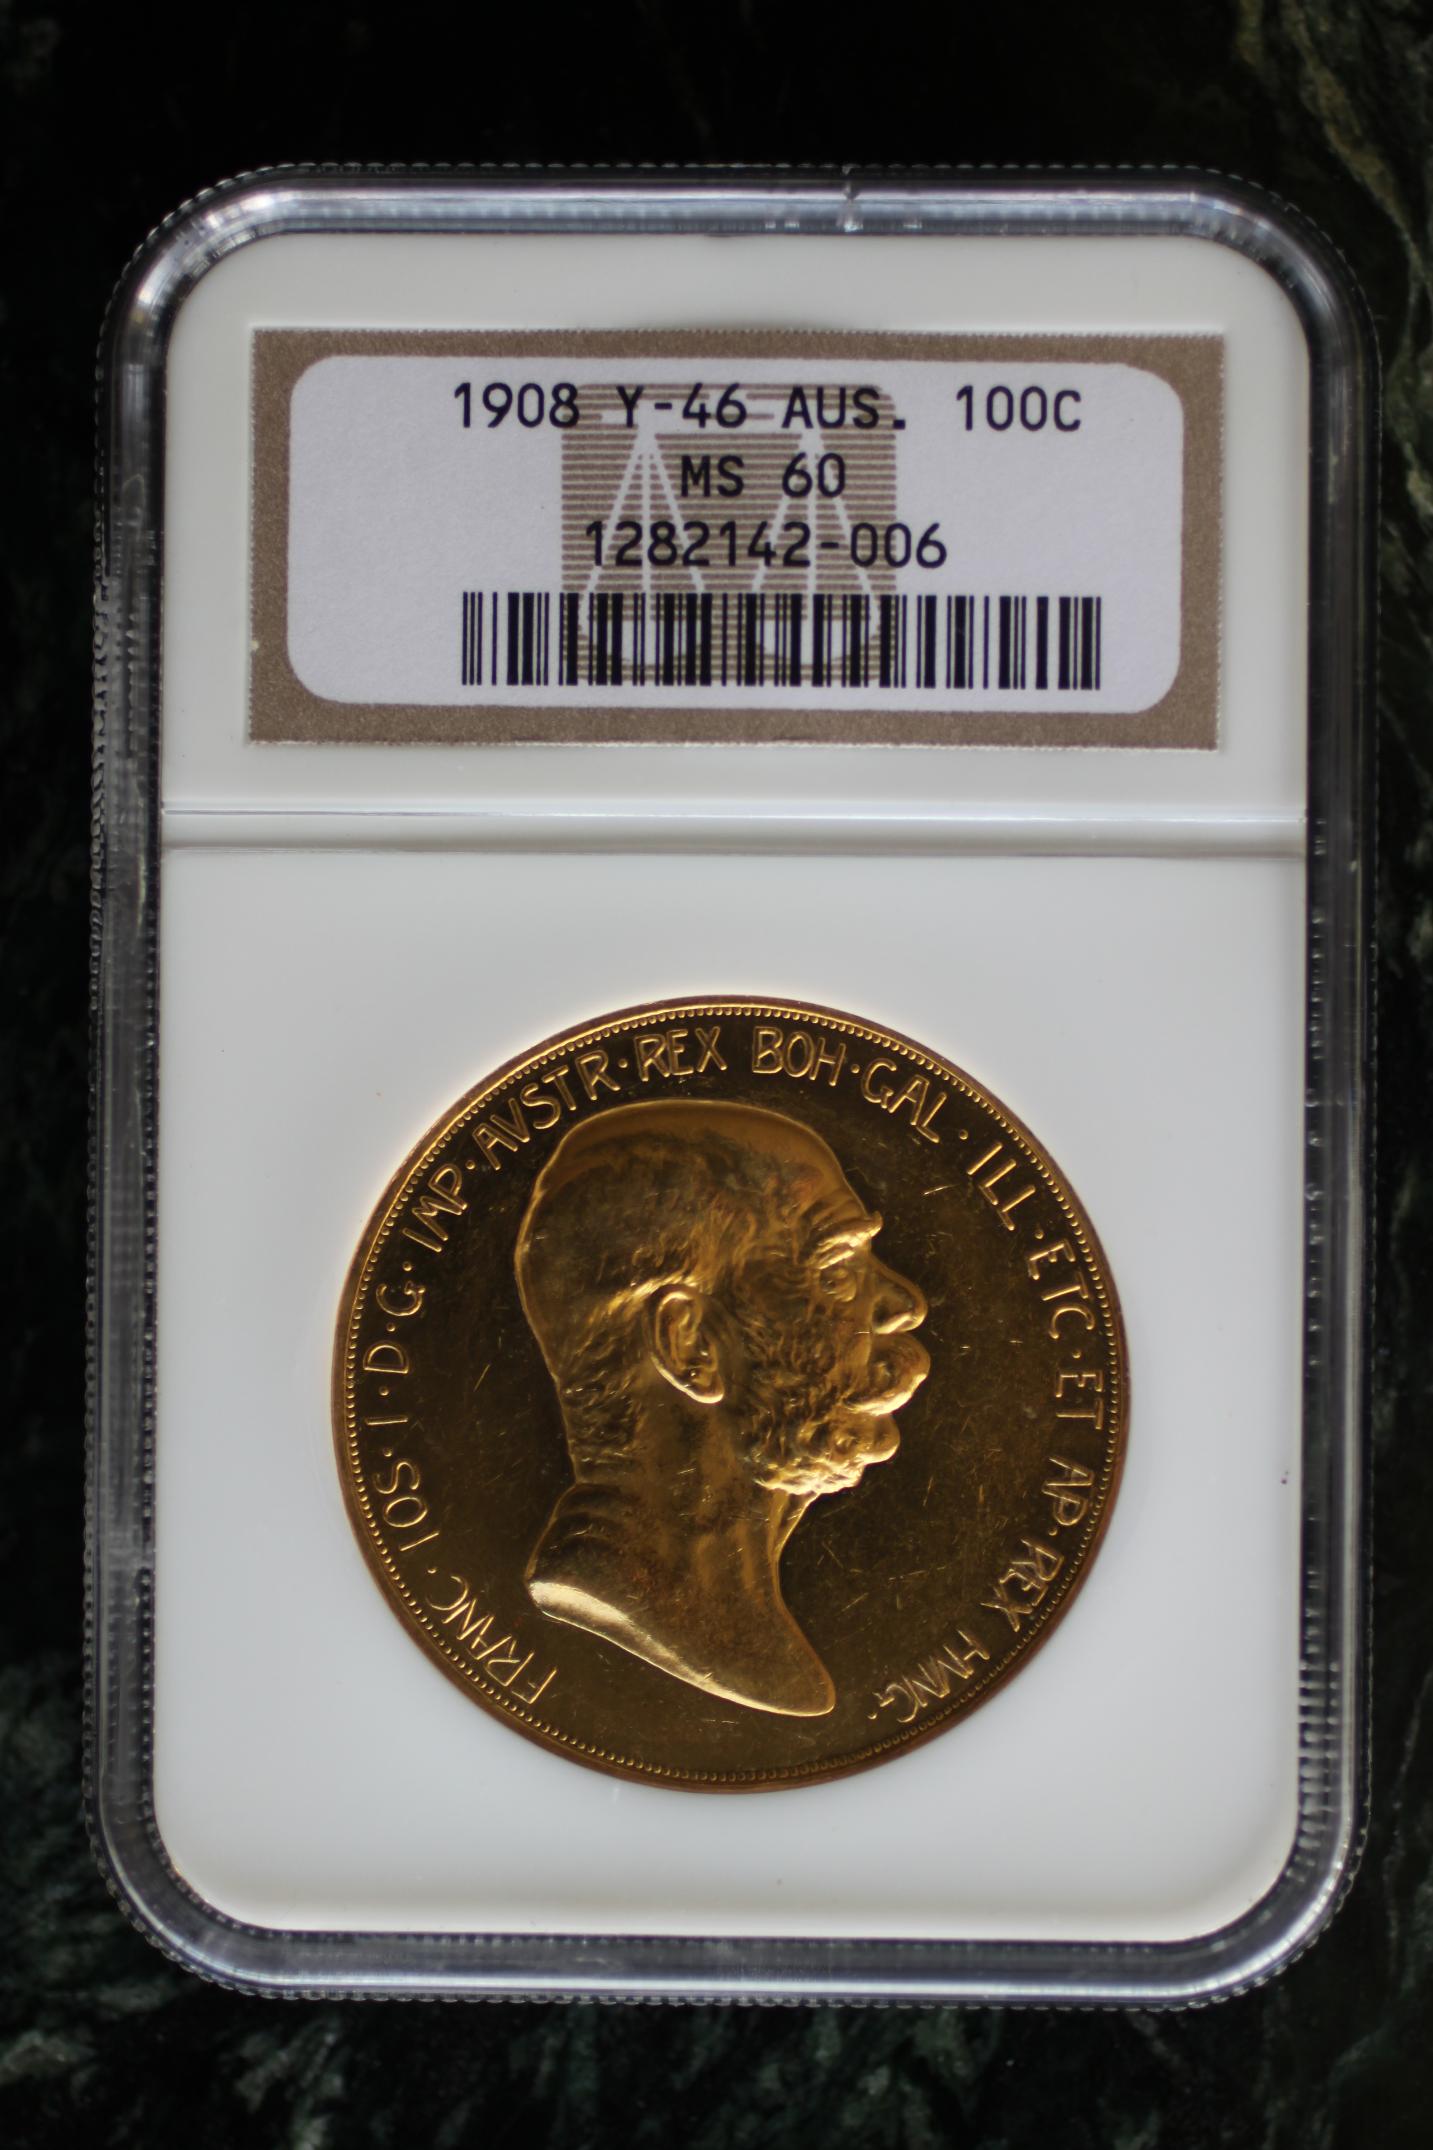 1908 Y-46 AUS. 100C
MS 60
1282142-006
FRANC·IOS·I·D·G·IMP·AVSTR·REX BOH·GAL·ILL·ETC·ET AP·REX HVNG·